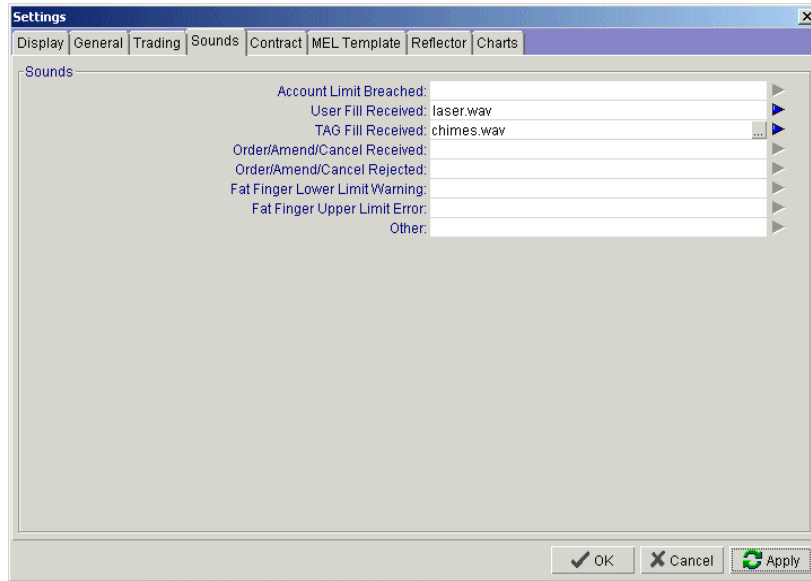 Settings
Display General Trading Sounds Contract MEL Template Reflector Charts
Sounds
Account Limit Breached:
User Fill Received: laser.wav
TAG Fill Received: chimes.wav ...
Order/Amend/Cancel Received:
Order/Amend/Cancel Rejected:
Fat Finger Lower Limit Warning:
Fat Finger Upper Limit Error:
Other:
OK Cancel Apply